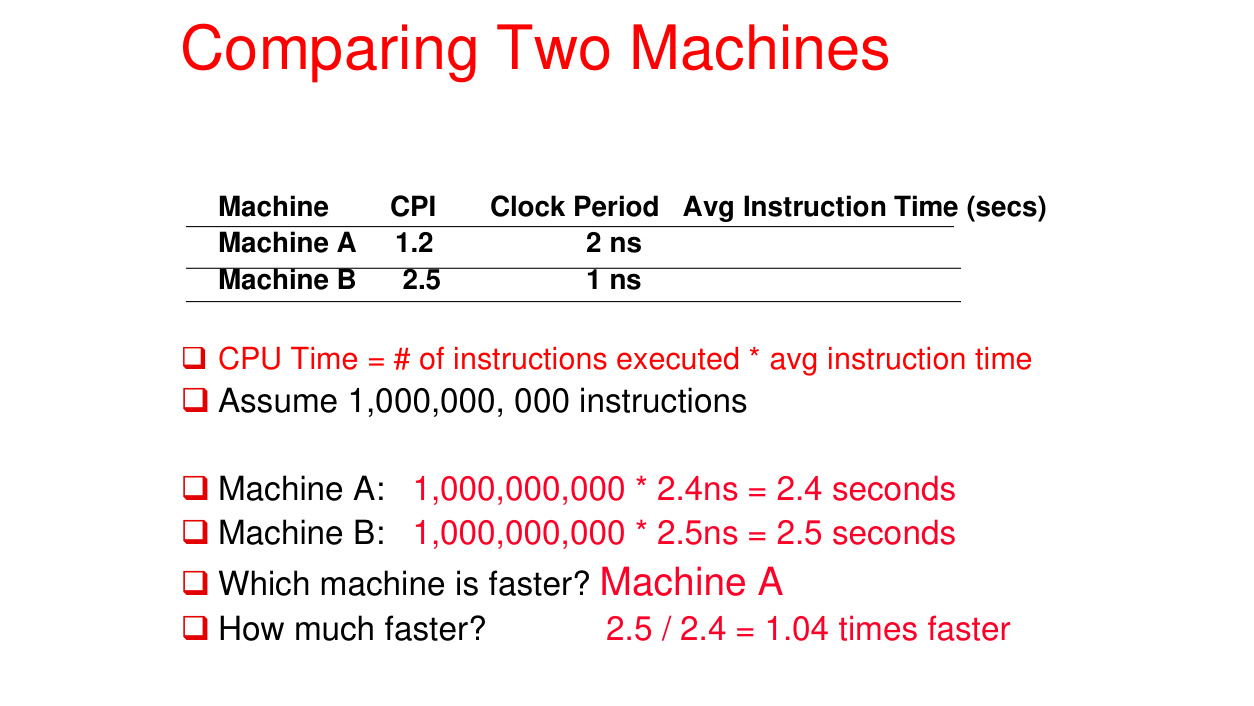 Comparing Two Machines
Machine CPI Clock Period Avg Instruction Time (secs)
Machine A 1.2 2 ns
Machine B 2.5 1 ns
❑ CPU Time = # of instructions executed * avg instruction time
❑ Assume 1,000,000, 000 instructions
❑ Machine A: 1,000,000,000 * 2.4ns = 2.4 seconds
❑ Machine B: 1,000,000,000 * 2.5ns = 2.5 seconds
❑ Which machine is faster? Machine A
❑ How much faster? 2.5 / 2.4 = 1.04 times faster